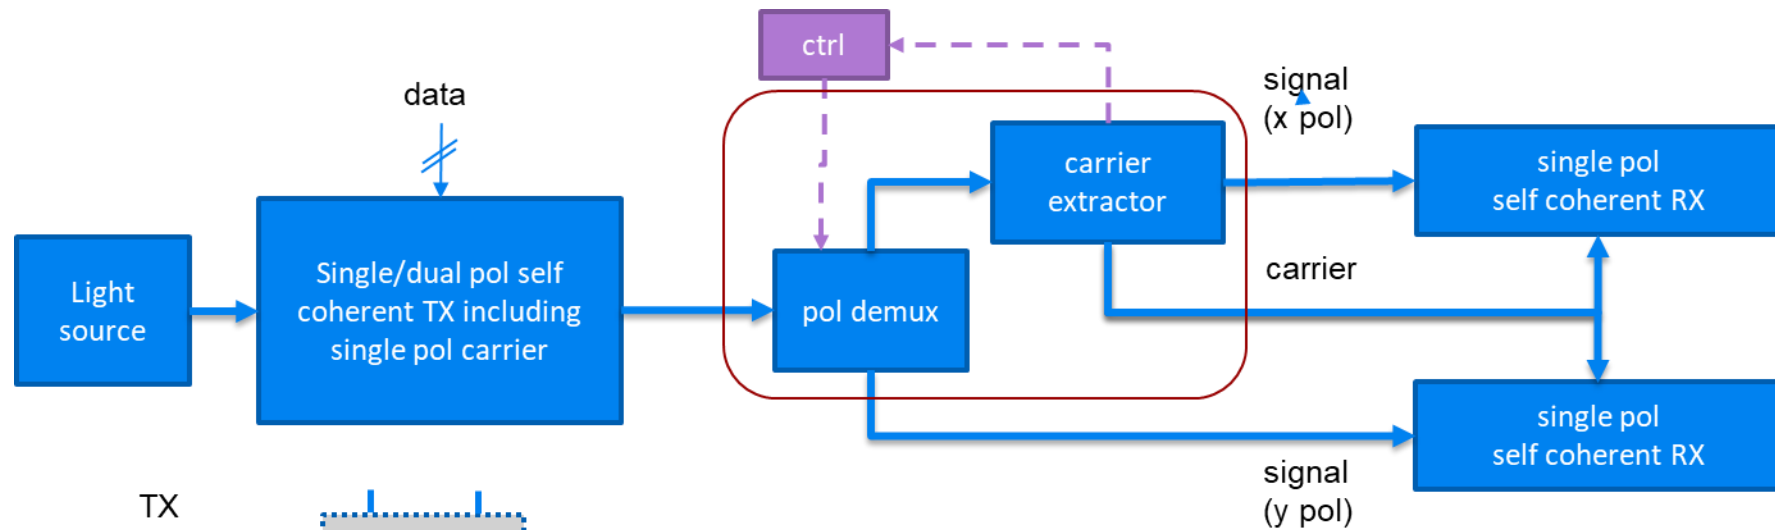 ctrl
data
signal
(x pol)
carrier
extractor
single pol
self coherent RX
Light
source
Single/dual pol self
coherent TX including
single pol carrier
pol demux
carrier
single pol
self coherent RX
signal
(y pol)
TX